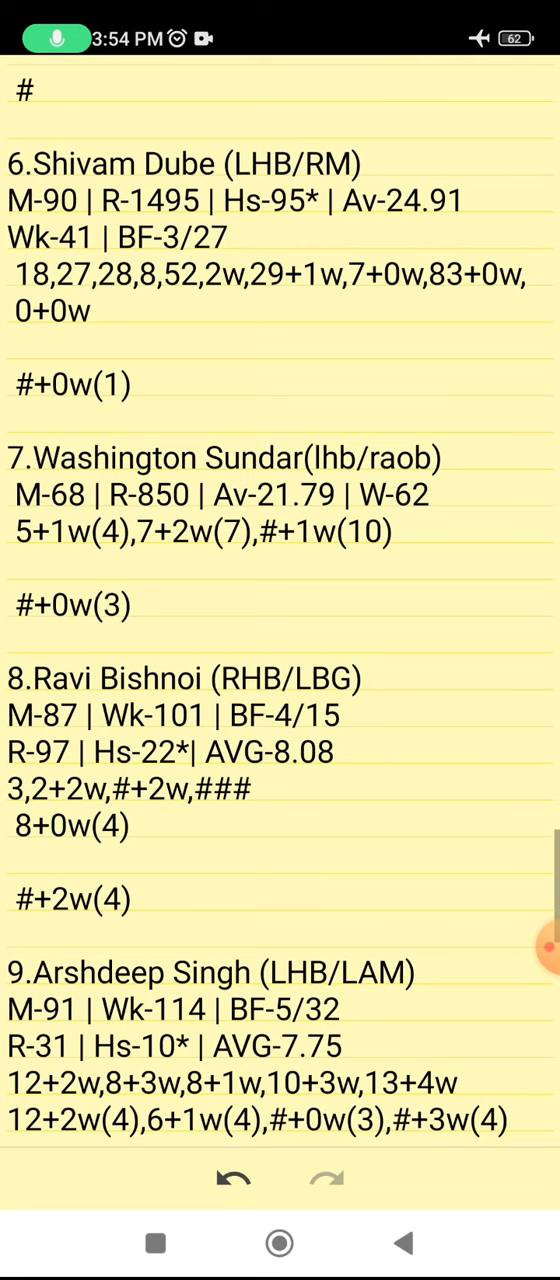 3:54 PM
62
#
6.Shivam Dube (LHB/RM)
M-90 | R-1495 | Hs-95* | Av-24.91
Wk-41 | BF-3/27
18,27,28,8,52,2w,29+1w,7+0w,83+0w,
0+0w
#+0w(1)
7.Washington Sundar(lhb/raob)
M-68 | R-850 | Av-21.79 | W-62
5+1w(4),7+2w(7),#+1w(10)
#+0w(3)
8.Ravi Bishnoi (RHB/LBG)
M-87 | Wk-101 | BF-4/15
R-97 | Hs-22*| AVG-8.08
3,2+2w,#+2w,###
8+0w(4)
#+2w(4)
9.Arshdeep Singh (LHB/LAM)
M-91 | Wk-114 | BF-5/32
R-31 | Hs-10* | AVG-7.75
12+2w,8+3w,8+1w,10+3w,13+4w
12+2w(4),6+1w(4),#+0w(3),#+3w(4)